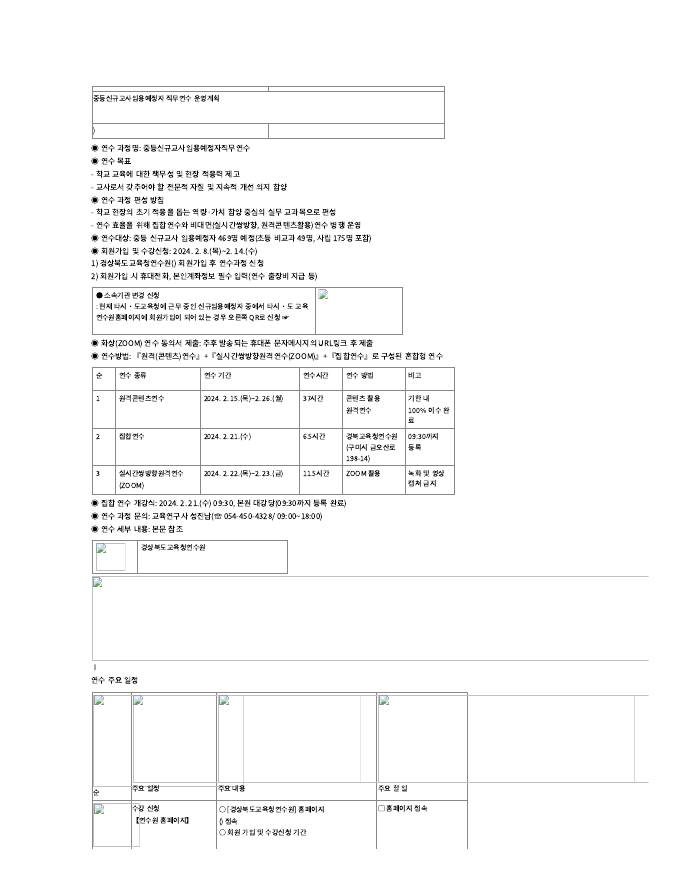 중등신규교사임용예정자 직무연수 운영계획
)
◉ 연수 과정명: 중등신규교사임용예정자직무연수
◉ 연수 목표
- 학교 교육에 대한 책무성 및 현장 적응력 제고
- 교사로서 갖추어야 할 전문적 자질 및 지속적 개선 의지 함양
◉ 연수 과정 편성 방침
- 학교 현장의 초기 적응을 돕는 역량·가치 함양 중심의 실무 교과목으로 편성
- 연수 효율을 위해 집합연수와 비대면(실시간쌍방향, 원격콘텐츠활용)연수 병행 운영
◉ 연수대상: 중등 신규교사 임용예정자 469명 예정(초등 비교과 49명, 사립 175명 포함)
◉ 회원가입 및 수강신청: 2024. 2. 8.(목)~2. 14.(수)
1) 경상북도교육청연수원() 회원가입 후 연수과정 신청
2) 회원가입 시 휴대전화, 본인계좌정보 필수 입력(연수 출장비 지급 등)
● 소속기관 변경 신청
: 현재 타시·도교육청에 근무 중인 신규임용예정자 중에서 타시·도 교육
연수원홈페이지에 회원가입이 되어 있는 경우 오른쪽 QR로 신청 ☞
◉ 화상(ZOOM) 연수 동의서 제출: 추후 발송되는 휴대폰 문자메시지의 URL링크 후 제출
◉ 연수방법: 『원격(콘텐츠)연수』+『실시간쌍방향원격연수(ZOOM)』+『집합연수』로 구성된 혼합형 연수
순 연수 종류 연수 기간 연수시간 연수 방법 비고
1 원격콘텐츠연수 2024. 2. 15.(목)~2. 26.(월) 37시간 콘텐츠 활용 기한 내
원격연수 100% 이수 완
료
2 집합연수 2024. 2. 21.(수) 6.5시간 경북교육청연수원 09:30까지
(구미시 금오산로 등록
198-14)
3 실시간쌍방향원격연수 2024. 2. 22.(목)~2. 23.(금) 11.5시간 ZOOM 활용 녹화 및 영상
(ZOOM) 캡처 금지
◉ 집합 연수 개강식: 2024. 2. 21.(수) 09:30, 본원 대강당(09:30까지 등록 완료)
◉ 연수 과정 문의: 교육연구사 성진남(☏ 054-450-4328/ 09:00~18:00)
◉ 연수 세부 내용: 본문 참조
경상북도교육청연수원
Ⅰ
연수 주요 일정
순 주요 일정 주요 내용 주요 할 일
수강 신청 ○ [경상북도교육청연수원] 홈페이지 □ 홈페이지 접속
【연수원 홈페이지】 () 접속
○ 회원 가입 및 수강신청 기간